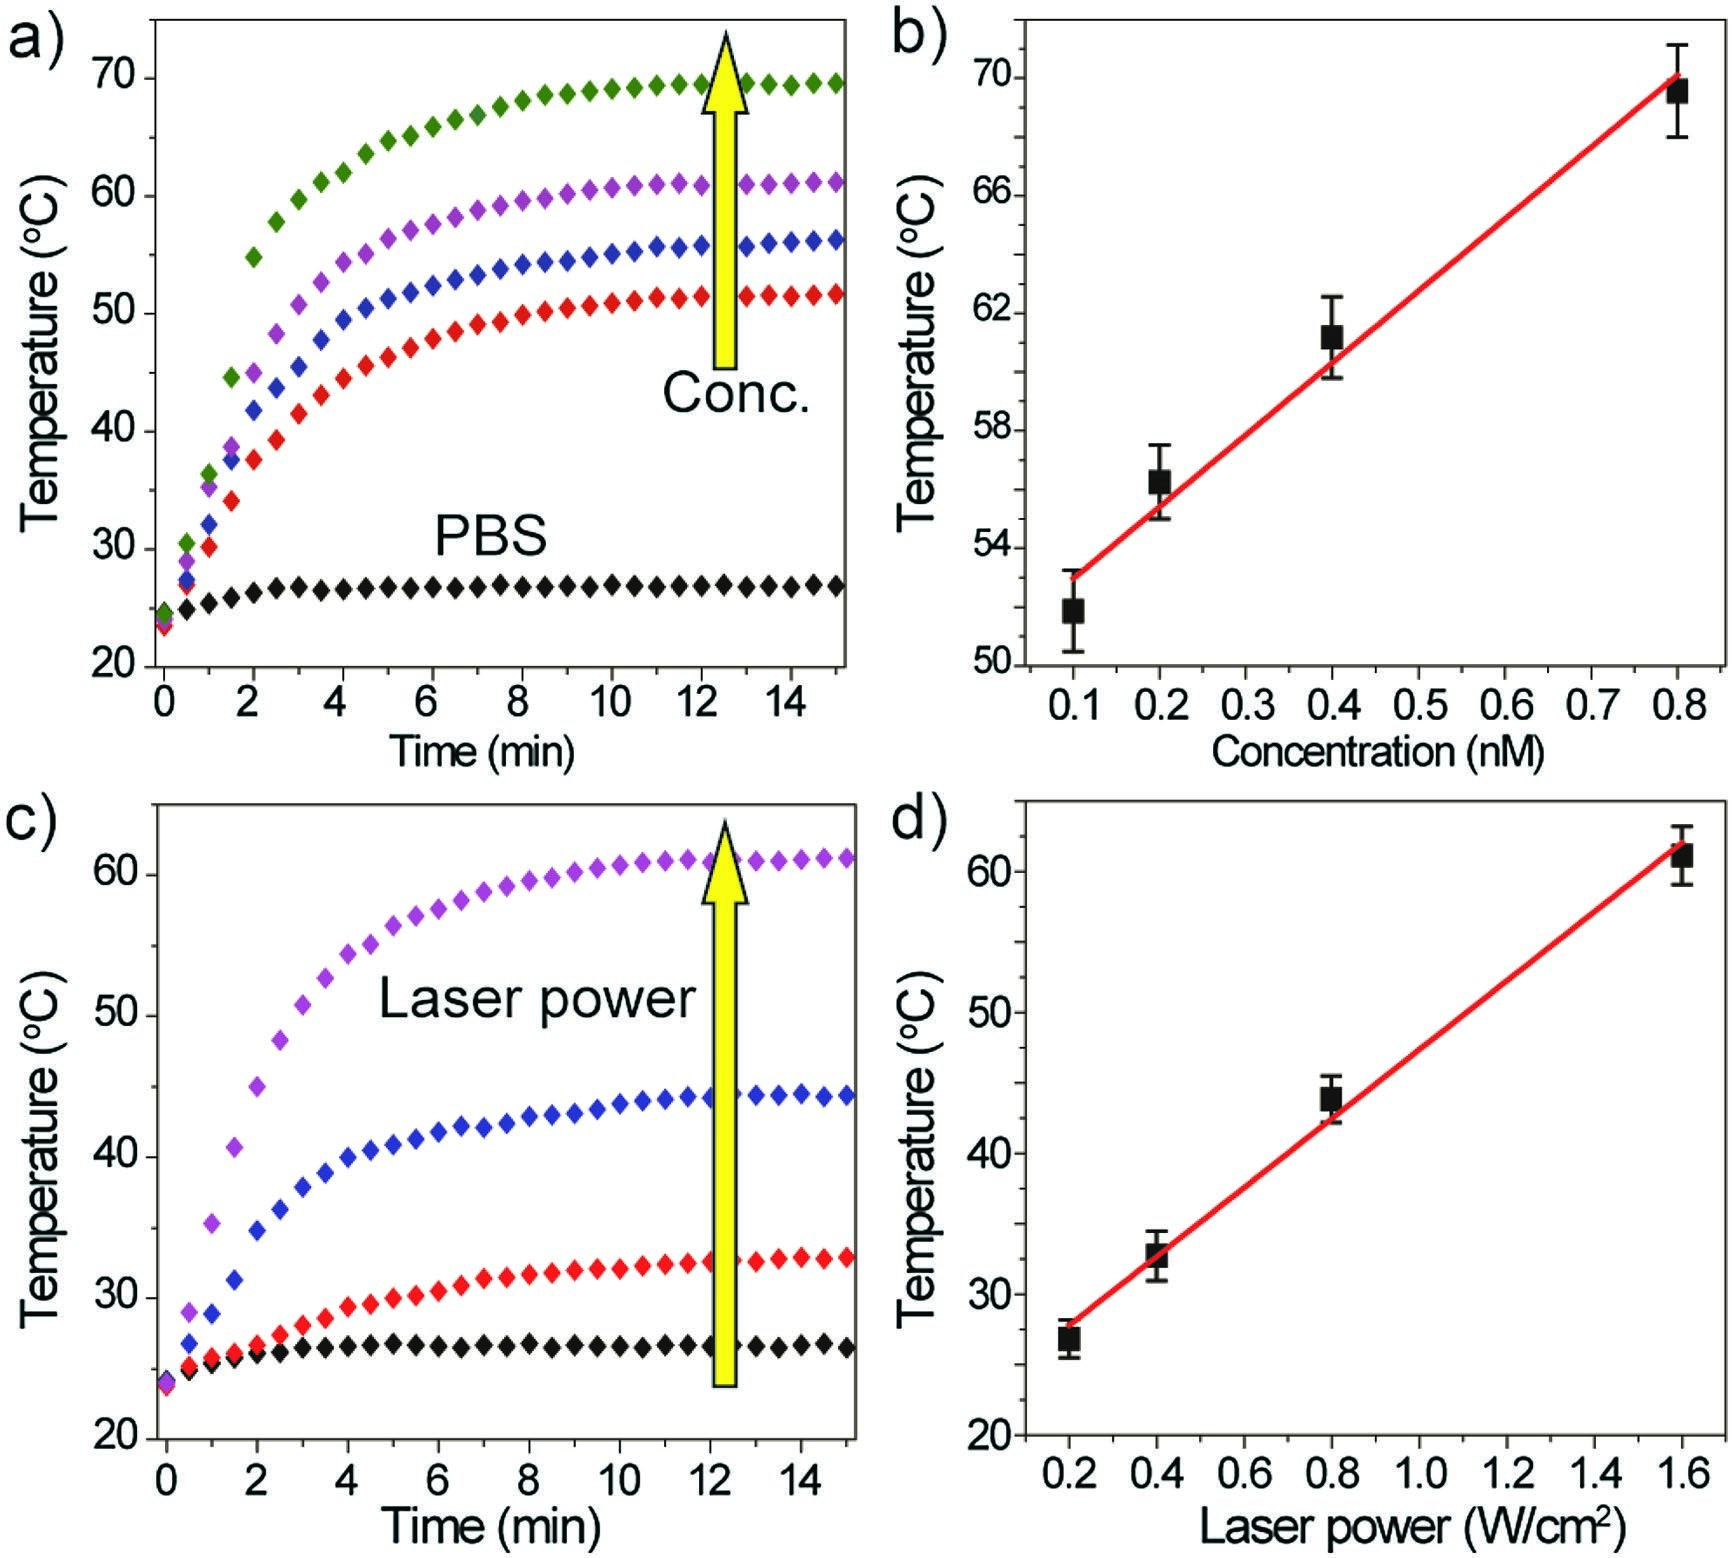 a)
Temperature (ºC)
70
60
50
40
30
20
Conc.
PBS
0 2 4 6 8 10 12 14
Time (min)
b)
Temperature (ºC)
70
66
62
58
54
50
0.1 0.2 0.3 0.4 0.5 0.6 0.7 0.8
Concentration (nM)
c)
Temperature (ºC)
60
50
40
30
20
Laser power
0 2 4 6 8 10 12 14
Time (min)
d)
Temperature (ºC)
60
50
40
30
20
0.2 0.4 0.6 0.8 1.0 1.2 1.4 1.6
Laser power (W/cm²)